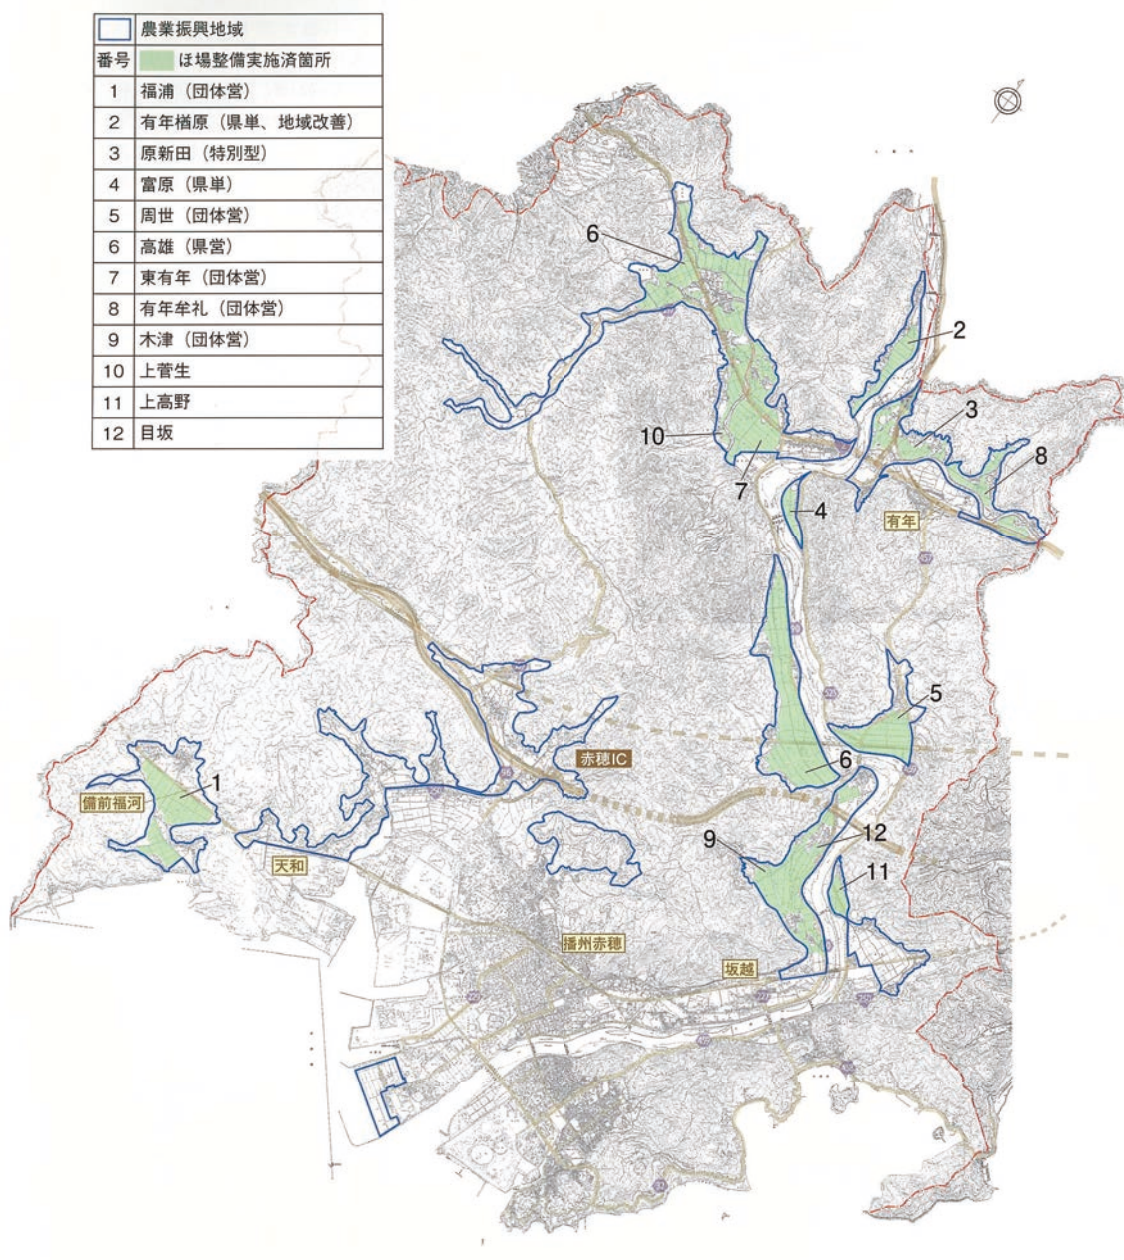 農業振興地域
番号 ほ場整備実施済箇所
1 福浦（団体営）
2 有年楢原（県単、地域改善）
3 原新田（特別型）
4 富原（県単）
5 周世（団体営）
6 高雄（県営）
7 東有年（団体営）
8 有年牟礼（団体営）
9 木津（団体営）
10 上菅生
11 上高野
12 目坂
6
2
3
10
8
7
4
有年
5
赤穂IC
6
1
備前福河
12
9
天和
11
播州赤穂
坂越